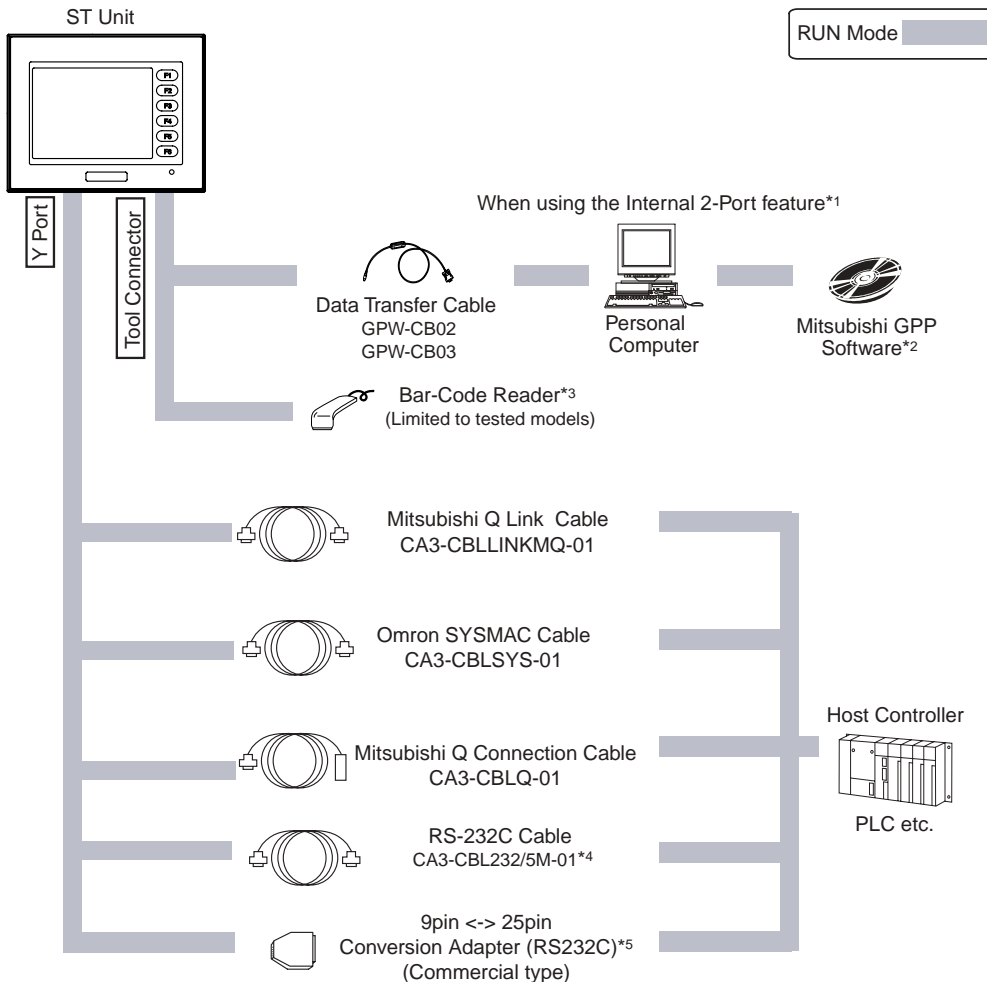 ST Unit
RUN Mode
F1
F2
F3
F4
F5
F6
Y Port
Tool Connector
When using the Internal 2-Port feature*1
Data Transfer Cable
GPW-CB02
GPW-CB03
Personal
Computer
Mitsubishi GPP
Software*2
Bar-Code Reader*3
(Limited to tested models)
Mitsubishi Q Link Cable
CA3-CBLLINKMQ-01
Omron SYSMAC Cable
CA3-CBLSYS-01
Mitsubishi Q Connection Cable
CA3-CBLQ-01
Host Controller
PLC etc.
RS-232C Cable
CA3-CBL232/5M-01*4
9pin <-> 25pin
Conversion Adapter (RS232C)*5
(Commercial type)